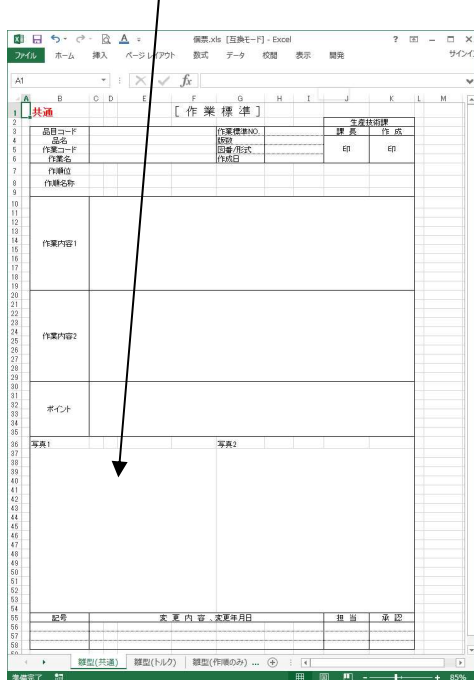 個票.xls [互換モード] - Excel
ファイル ホーム 挿入 ページレイアウト 数式 データ 校閲 表示 開発 サインイン
A1 fx
A B C D E F G H I J K L M
共通 [作業標準]
生産技術課
品目コード 作業標準NO. 課長 作成
品名 版数
作業コード 図番/形式 印 印
作業名 作成日
作順位
作順名称
作業内容1
作業内容2
ポイント
写真1 写真2
記号 変更内容、変更年月日 担当 承認
雛型(共通) 雛型(トルク) 雛型(作順のみ) ...
準備完了 85%